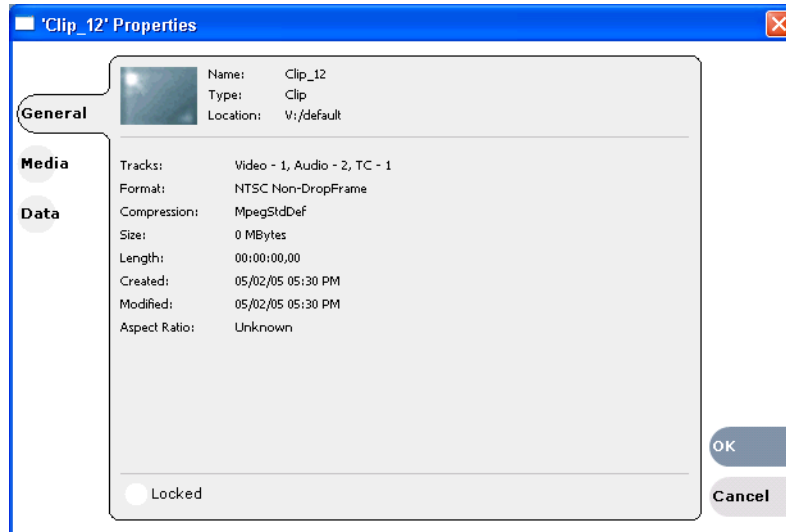 'Clip_12' Properties
General
Media
Data
Name: Clip_12
Type: Clip
Location: V:/default
Tracks: Video - 1, Audio - 2, TC - 1
Format: NTSC Non-DropFrame
Compression: MpegStdDef
Size: 0 MBytes
Length: 00:00:00,00
Created: 05/02/05 05:30 PM
Modified: 05/02/05 05:30 PM
Aspect Ratio: Unknown
Locked
OK
Cancel